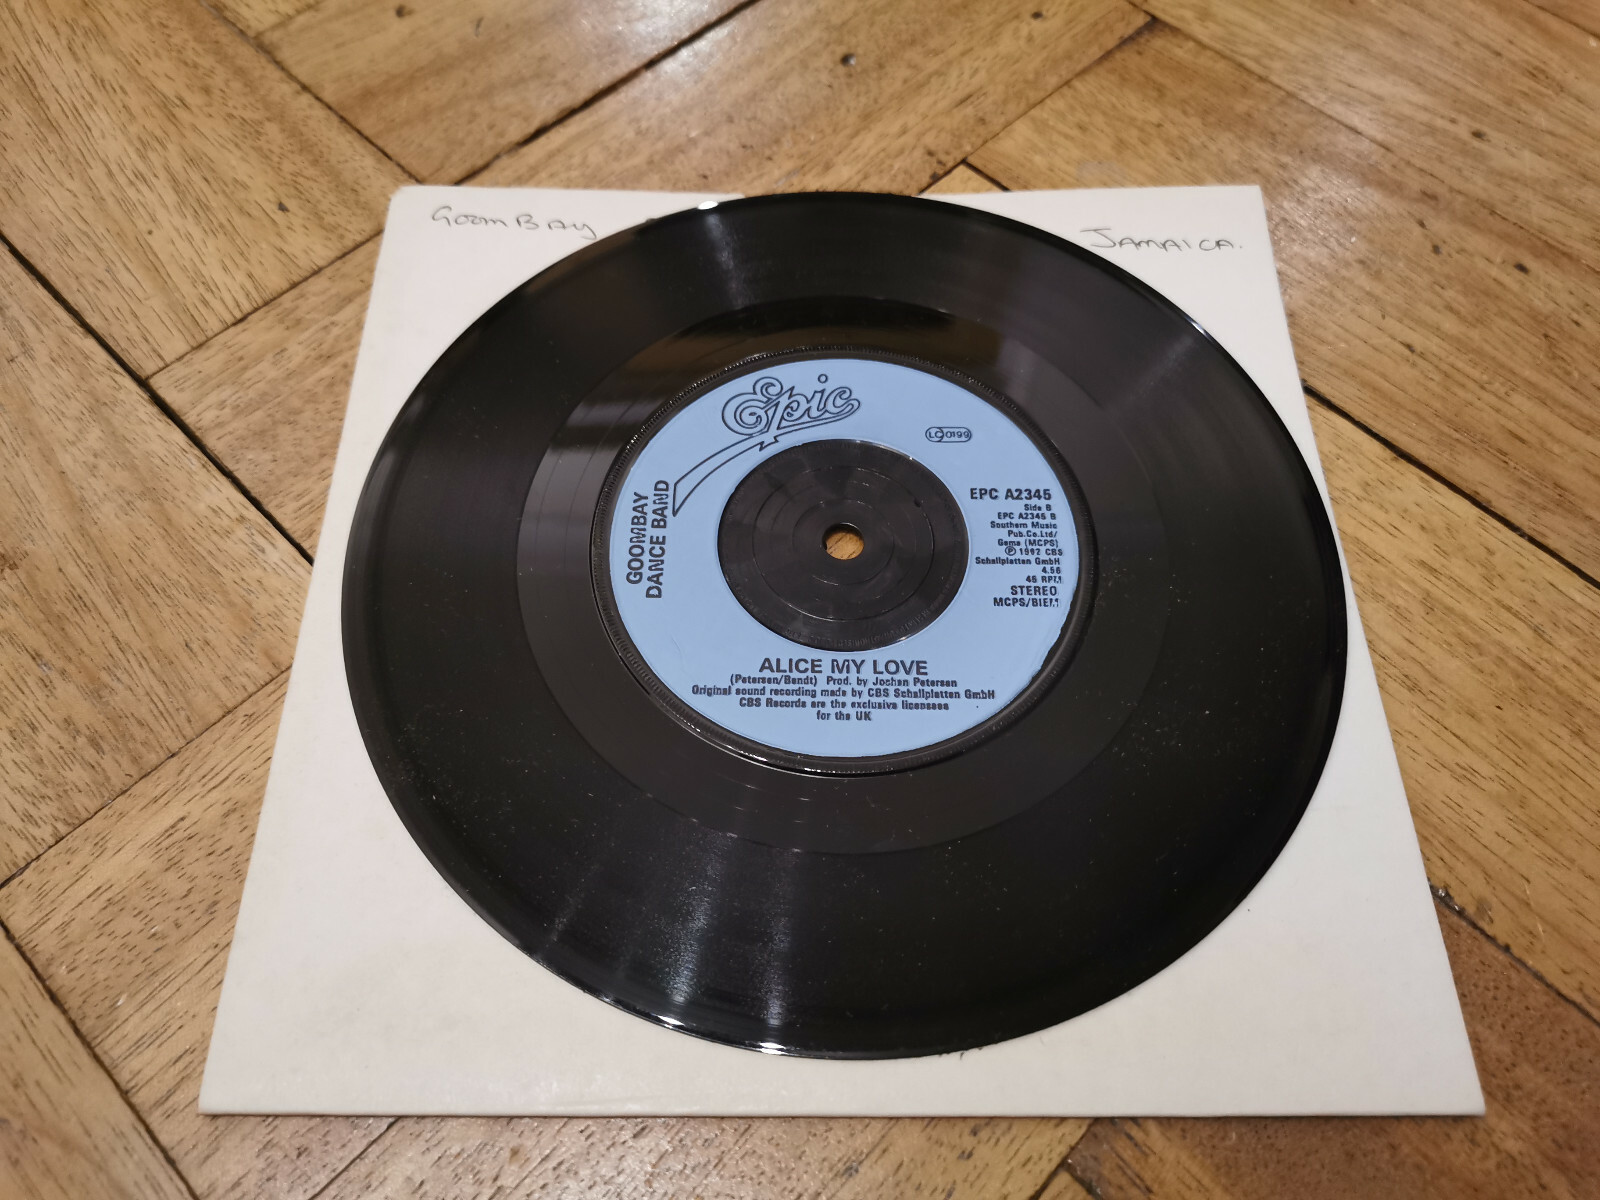 GOOMBAY
JAMAICA.
Epic
LC 0199
GOOMBAY
DANCE BAND
EPC A2345
Side B
EPC A2345 B
Southern Music
Pub.Co.Ltd/
Gema (MCPS)
℗ 1982 CBS
Schallplatten GmbH
4.56
45 RPM
STEREO
MCPS/BIEM
ALICE MY LOVE
(Petersen/Bendt) Prod. by Jochen Petersen
Original sound recording made by CBS Schallplatten GmbH
CBS Records are the exclusive licensees
for the UK